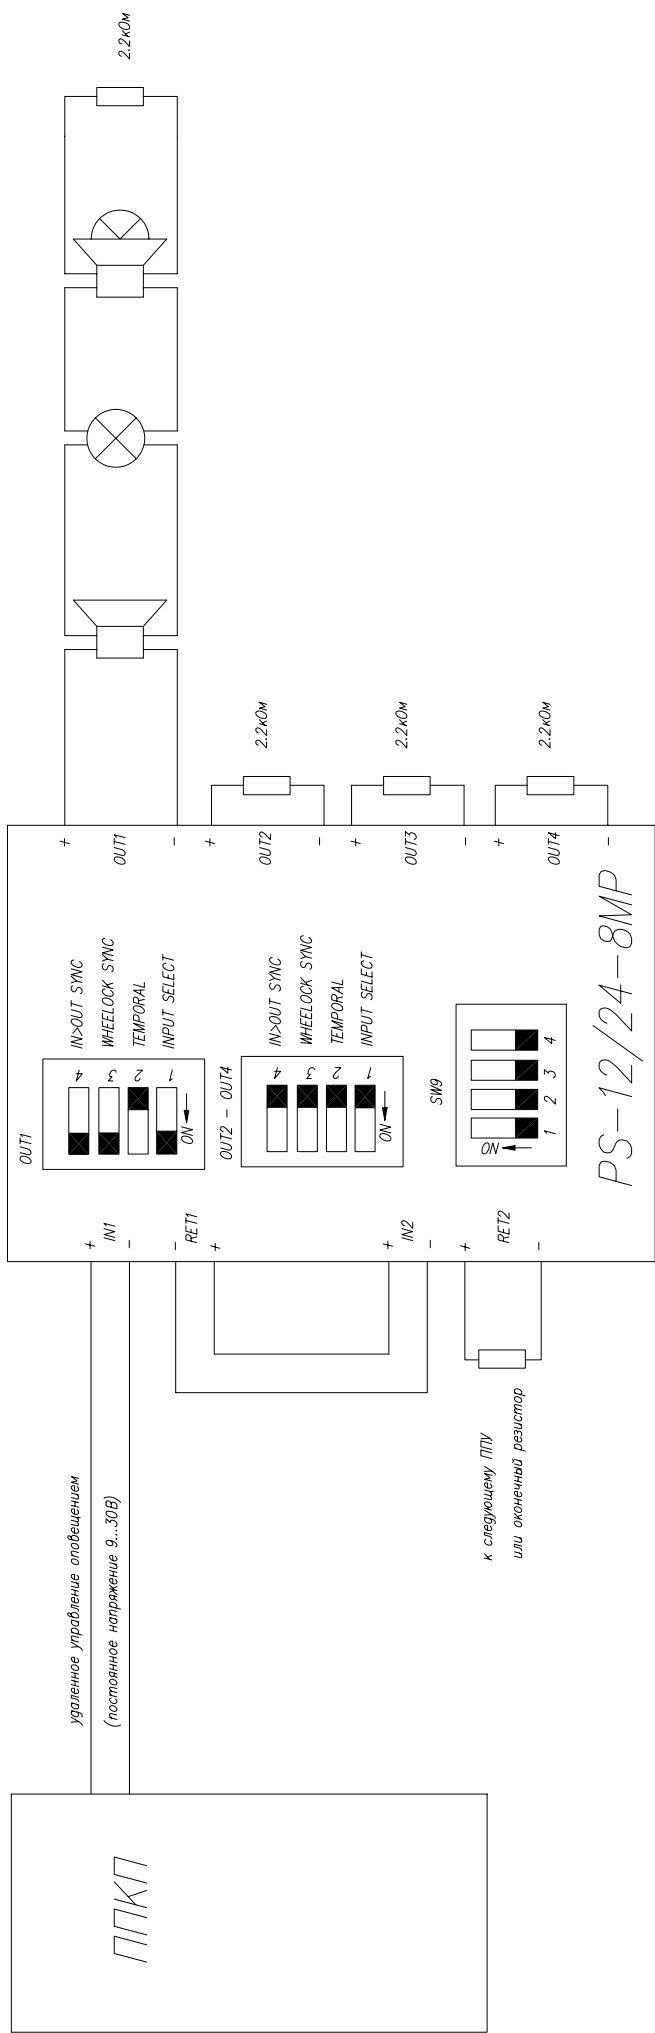 ППКП
удаленное управление оповещением
(постоянное напряжение 9...30В)
+
IN1
-
-
RET1
+
+
IN2
-
+
RET2
-
к следующему ППУ
или оконечный резистор
OUT1
4
IN>OUT SYNC
3
WHEELOCK SYNC
2
TEMPORAL
1
INPUT SELECT
ON
OUT2 - OUT4
4
IN>OUT SYNC
3
WHEELOCK SYNC
2
TEMPORAL
1
INPUT SELECT
ON
SW9
ON
1 2 3 4
PS-12/24-8MP
+
OUT1
-
+
OUT2
-
+
OUT3
-
+
OUT4
-
2.2кОм
2.2кОм
2.2кОм
2.2кОм